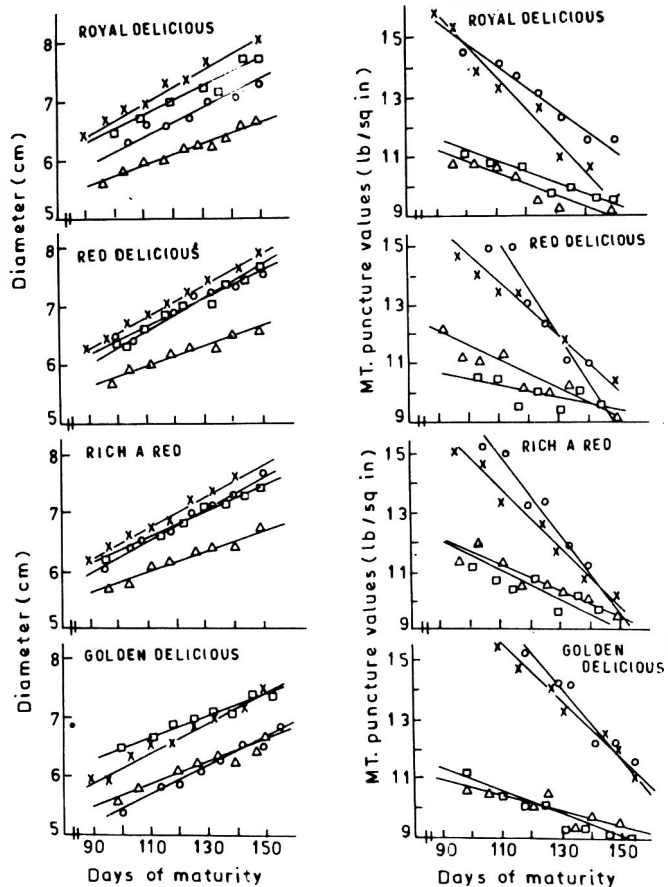 ROYAL DELICIOUS
8
7
6
5
Diameter (cm)
RED DELICIOUS
8
7
6
5
RICH A RED
8
7
6
5
Diameter (cm)
GOLDEN DELICIOUS
8
7
6
5
90 110 130 150
Days of maturity
ROYAL DELICIOUS
15
13
11
9
MT. puncture values (lb/sq in)
RED DELICIOUS
15
13
11
9
RICH A RED
15
13
11
9
MT. puncture values (lb/sq in)
GOLDEN
DELICIOUS
15
13
11
9
90 110 130 150
Days of maturity